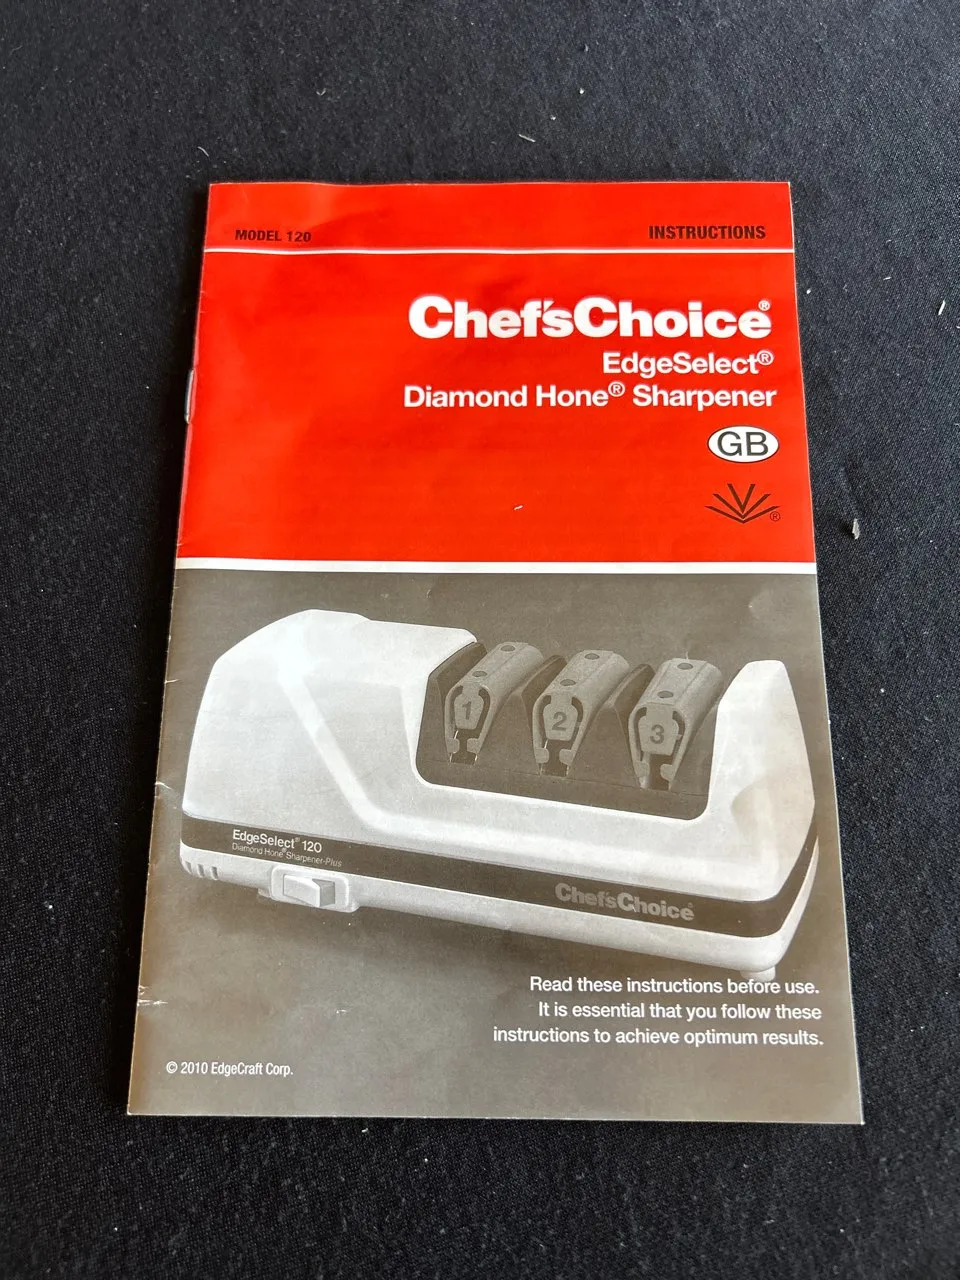 MODEL 120
INSTRUCTIONS
Chef'sChoice®
EdgeSelect®
Diamond Hone® Sharpener
GB
®
1
2
3
EdgeSelect® 120
Diamond Hone® Sharpener-Plus
Chef'sChoice®
Read these instructions before use.
It is essential that you follow these
instructions to achieve optimum results.
© 2010 EdgeCraft Corp.